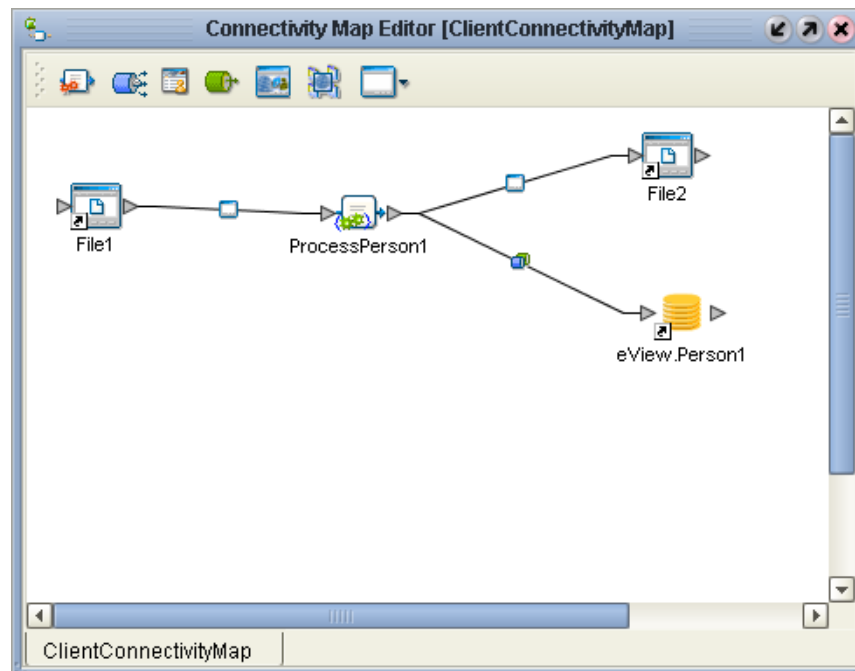 Connectivity Map Editor [ClientConnectivityMap]
File2
File1
ProcessPerson1
eView.Person1
ClientConnectivityMap